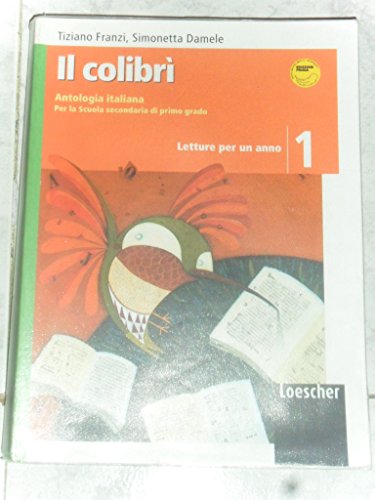 Tiziano Franzi, Simonetta Damele
Il colibrì
Antologia italiana
Per la Scuola secondaria di primo grado
Letture per un anno 1
Loescher